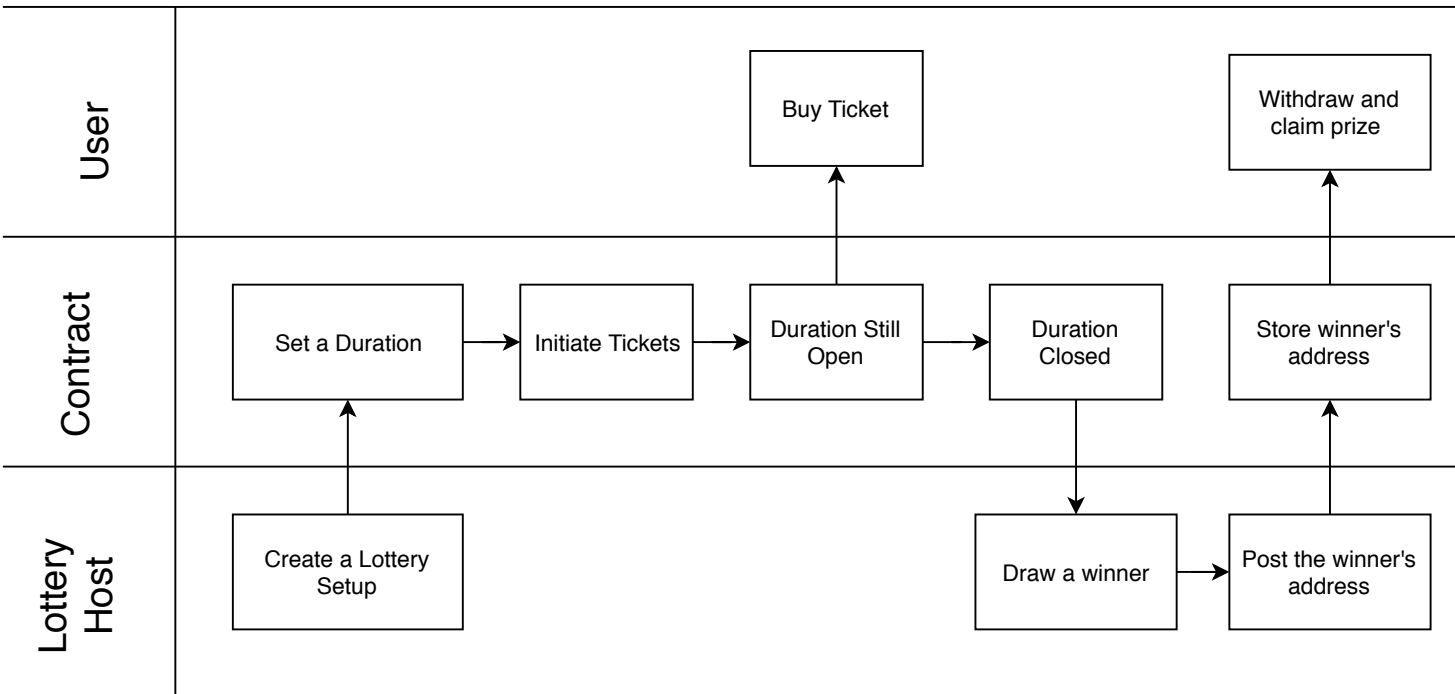 User
Buy Ticket
Withdraw and
claim prize
Contract
Set a Duration
Initiate Tickets
Duration Still
Open
Duration
Closed
Store winner's
address
Lottery
Host
Create a Lottery
Setup
Draw a winner
Post the winner's
address